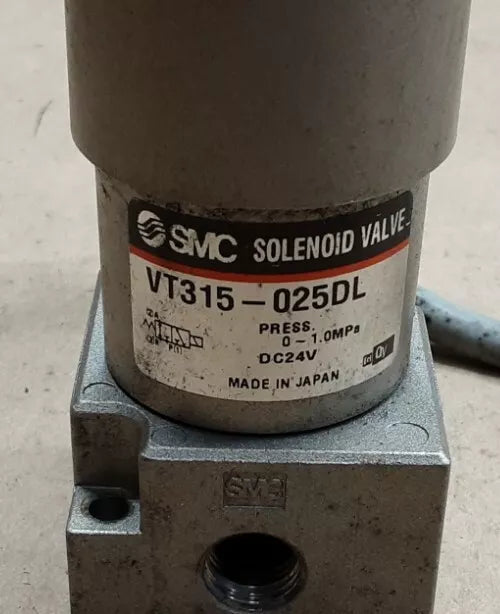 SMC SOLENOID VALVE
VT315-025DL
PRESS.
0~1.0MPa
DC24V
MADE IN JAPAN
SMC